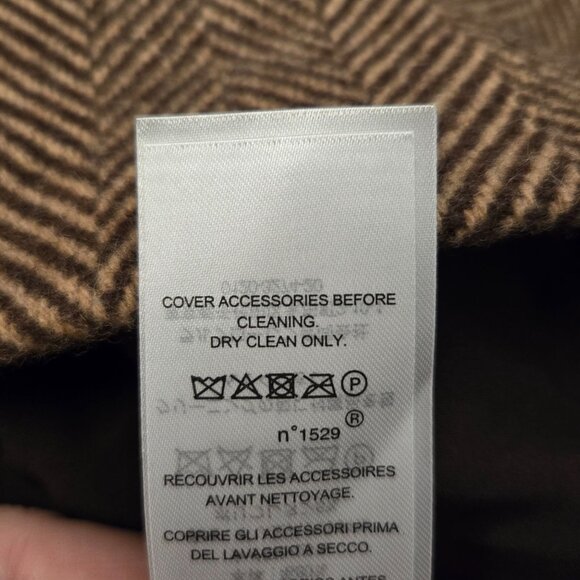 COVER ACCESSORIES BEFORE
CLEANING.
DRY CLEAN ONLY.
P
n°1529 ®
RECOUVRIR LES ACCESSOIRES
AVANT NETTOYAGE.
COPRIRE GLI ACCESSORI PRIMA
DEL LAVAGGIO A SECCO.
ANTES